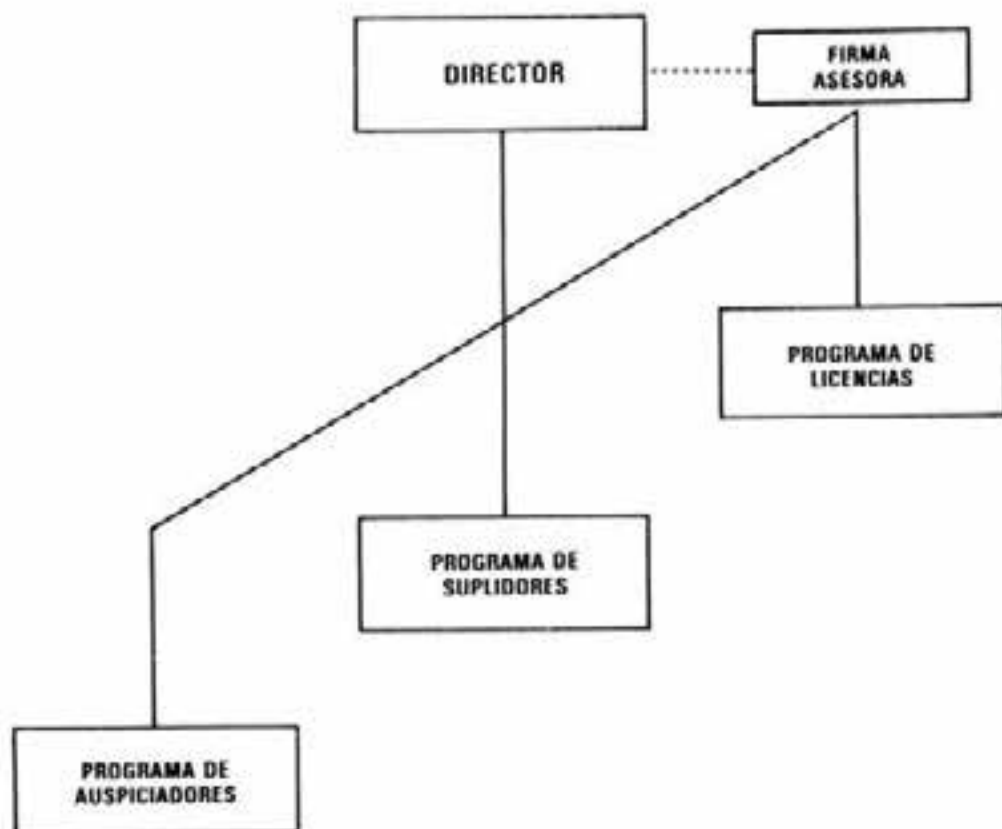 DIRECTOR
FIRMA
ASESORA
PROGRAMA DE
LICENCIAS
PROGRAMA DE
SUPLIDORES
PROGRAMA DE
AUSPICIADORES